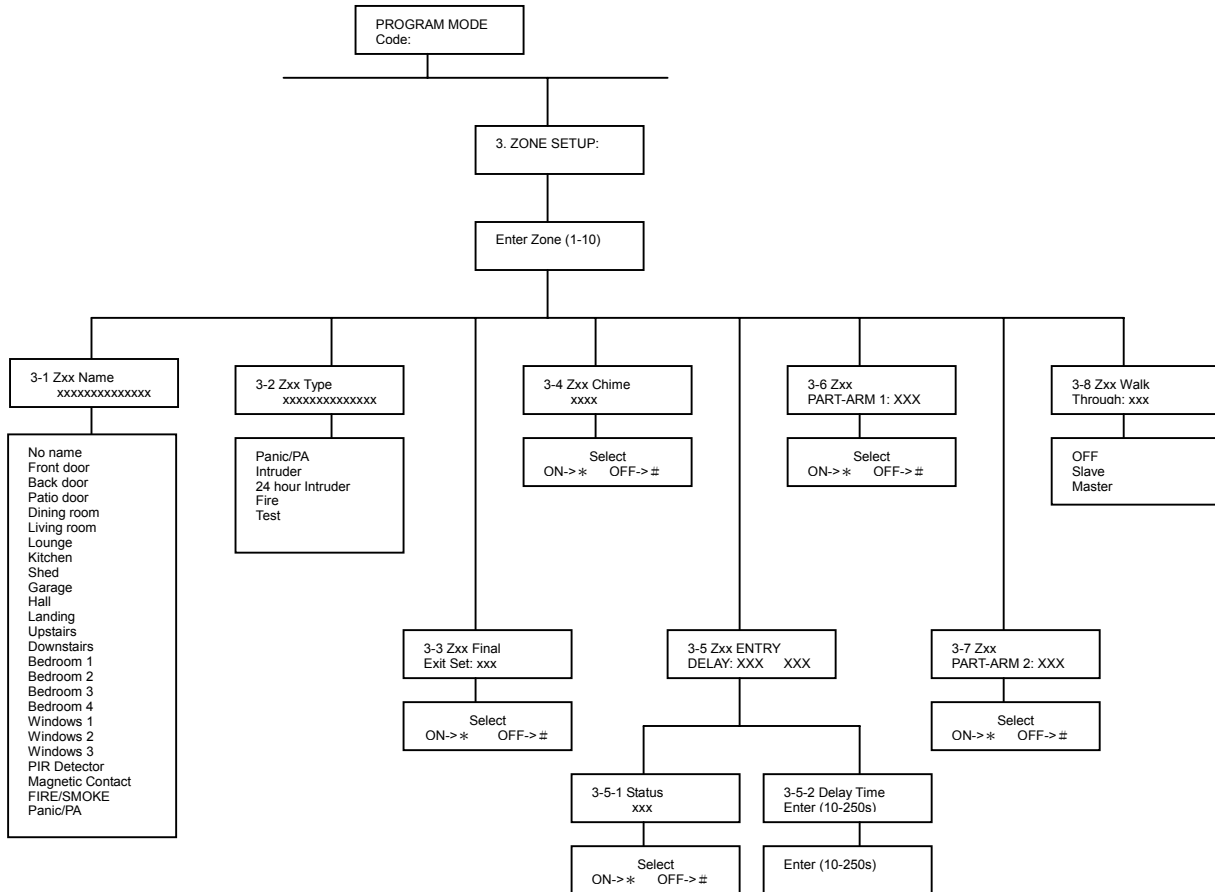 PROGRAM MODE
Code:
3. ZONE SETUP:
Enter Zone (1-10)
3-1 Zxx Name
xxxxxxxxxxxxxx
No name
Front door
Back door
Patio door
Dining room
Living room
Lounge
Kitchen
Shed
Garage
Hall
Landing
Upstairs
Downstairs
Bedroom 1
Bedroom 2
Bedroom 3
Bedroom 4
Windows 1
Windows 2
Windows 3
PIR Detector
Magnetic Contact
FIRE/SMOKE
Panic/PA
3-2 Zxx Type
xxxxxxxxxxxxxx
Panic/PA
Intruder
24 hour Intruder
Fire
Test
3-3 Zxx Final
Exit Set: xxx
Select
ON->* OFF->#
3-4 Zxx Chime
xxxx
Select
ON->* OFF->#
3-5 Zxx ENTRY
DELAY: XXX XXX
3-5-1 Status
xxx
Select
ON->* OFF->#
3-5-2 Delay Time
Enter (10-250s)
Enter (10-250s)
3-6 Zxx
PART-ARM 1: XXX
Select
ON->* OFF->#
3-7 Zxx
PART-ARM 2: XXX
Select
ON->* OFF->#
3-8 Zxx Walk
Through: xxx
OFF
Slave
Master